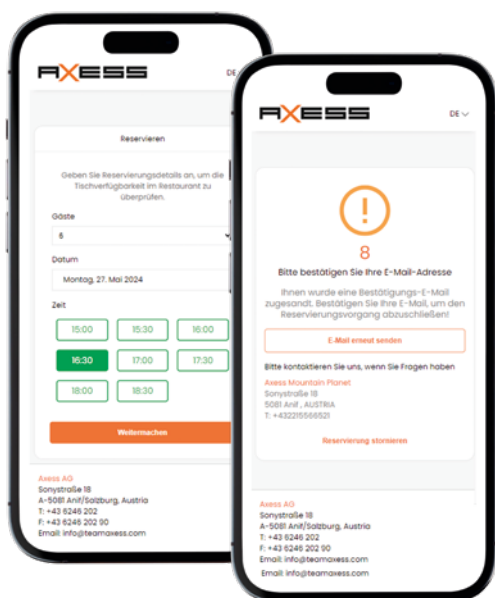 AXESS
DE
Reservieren
Geben Sie Reservierungsdetails an, um die
Tischverfügbarkeit im Restaurant zu
überprüfen.
Gäste
6
Datum
Montag, 27. Mai 2024
Zeit
15:00 15:30 16:00
16:30 17:00 17:30
18:00 18:30
Weitermachen
Axess AG
Sonystraße 18
A-5081 Anif/Salzburg, Austria
T: +43 6246 202
F: +43 6246 202 90
Email: info@teamaxess.com
AXESS
DE
!
8
Bitte bestätigen Sie Ihre E-Mail-Adresse
Ihnen wurde eine Bestätigungs-E-Mail
zugesandt. Bestätigen Sie Ihre E-Mail, um den
Reservierungsvorgang abzuschließen!
E-Mail erneut senden
Bitte kontaktieren Sie uns, wenn Sie Fragen haben
Axess Mountain Planet
Sonystraße 18
5081 Anif , AUSTRIA
T: +432215566521
Reservierung stornieren
Axess AG
Sonystraße 18
A-5081 Anif/Salzburg, Austria
T: +43 6246 202
F: +43 6246 202 90
Email: info@teamaxess.com
Email: info@teamaxess.com